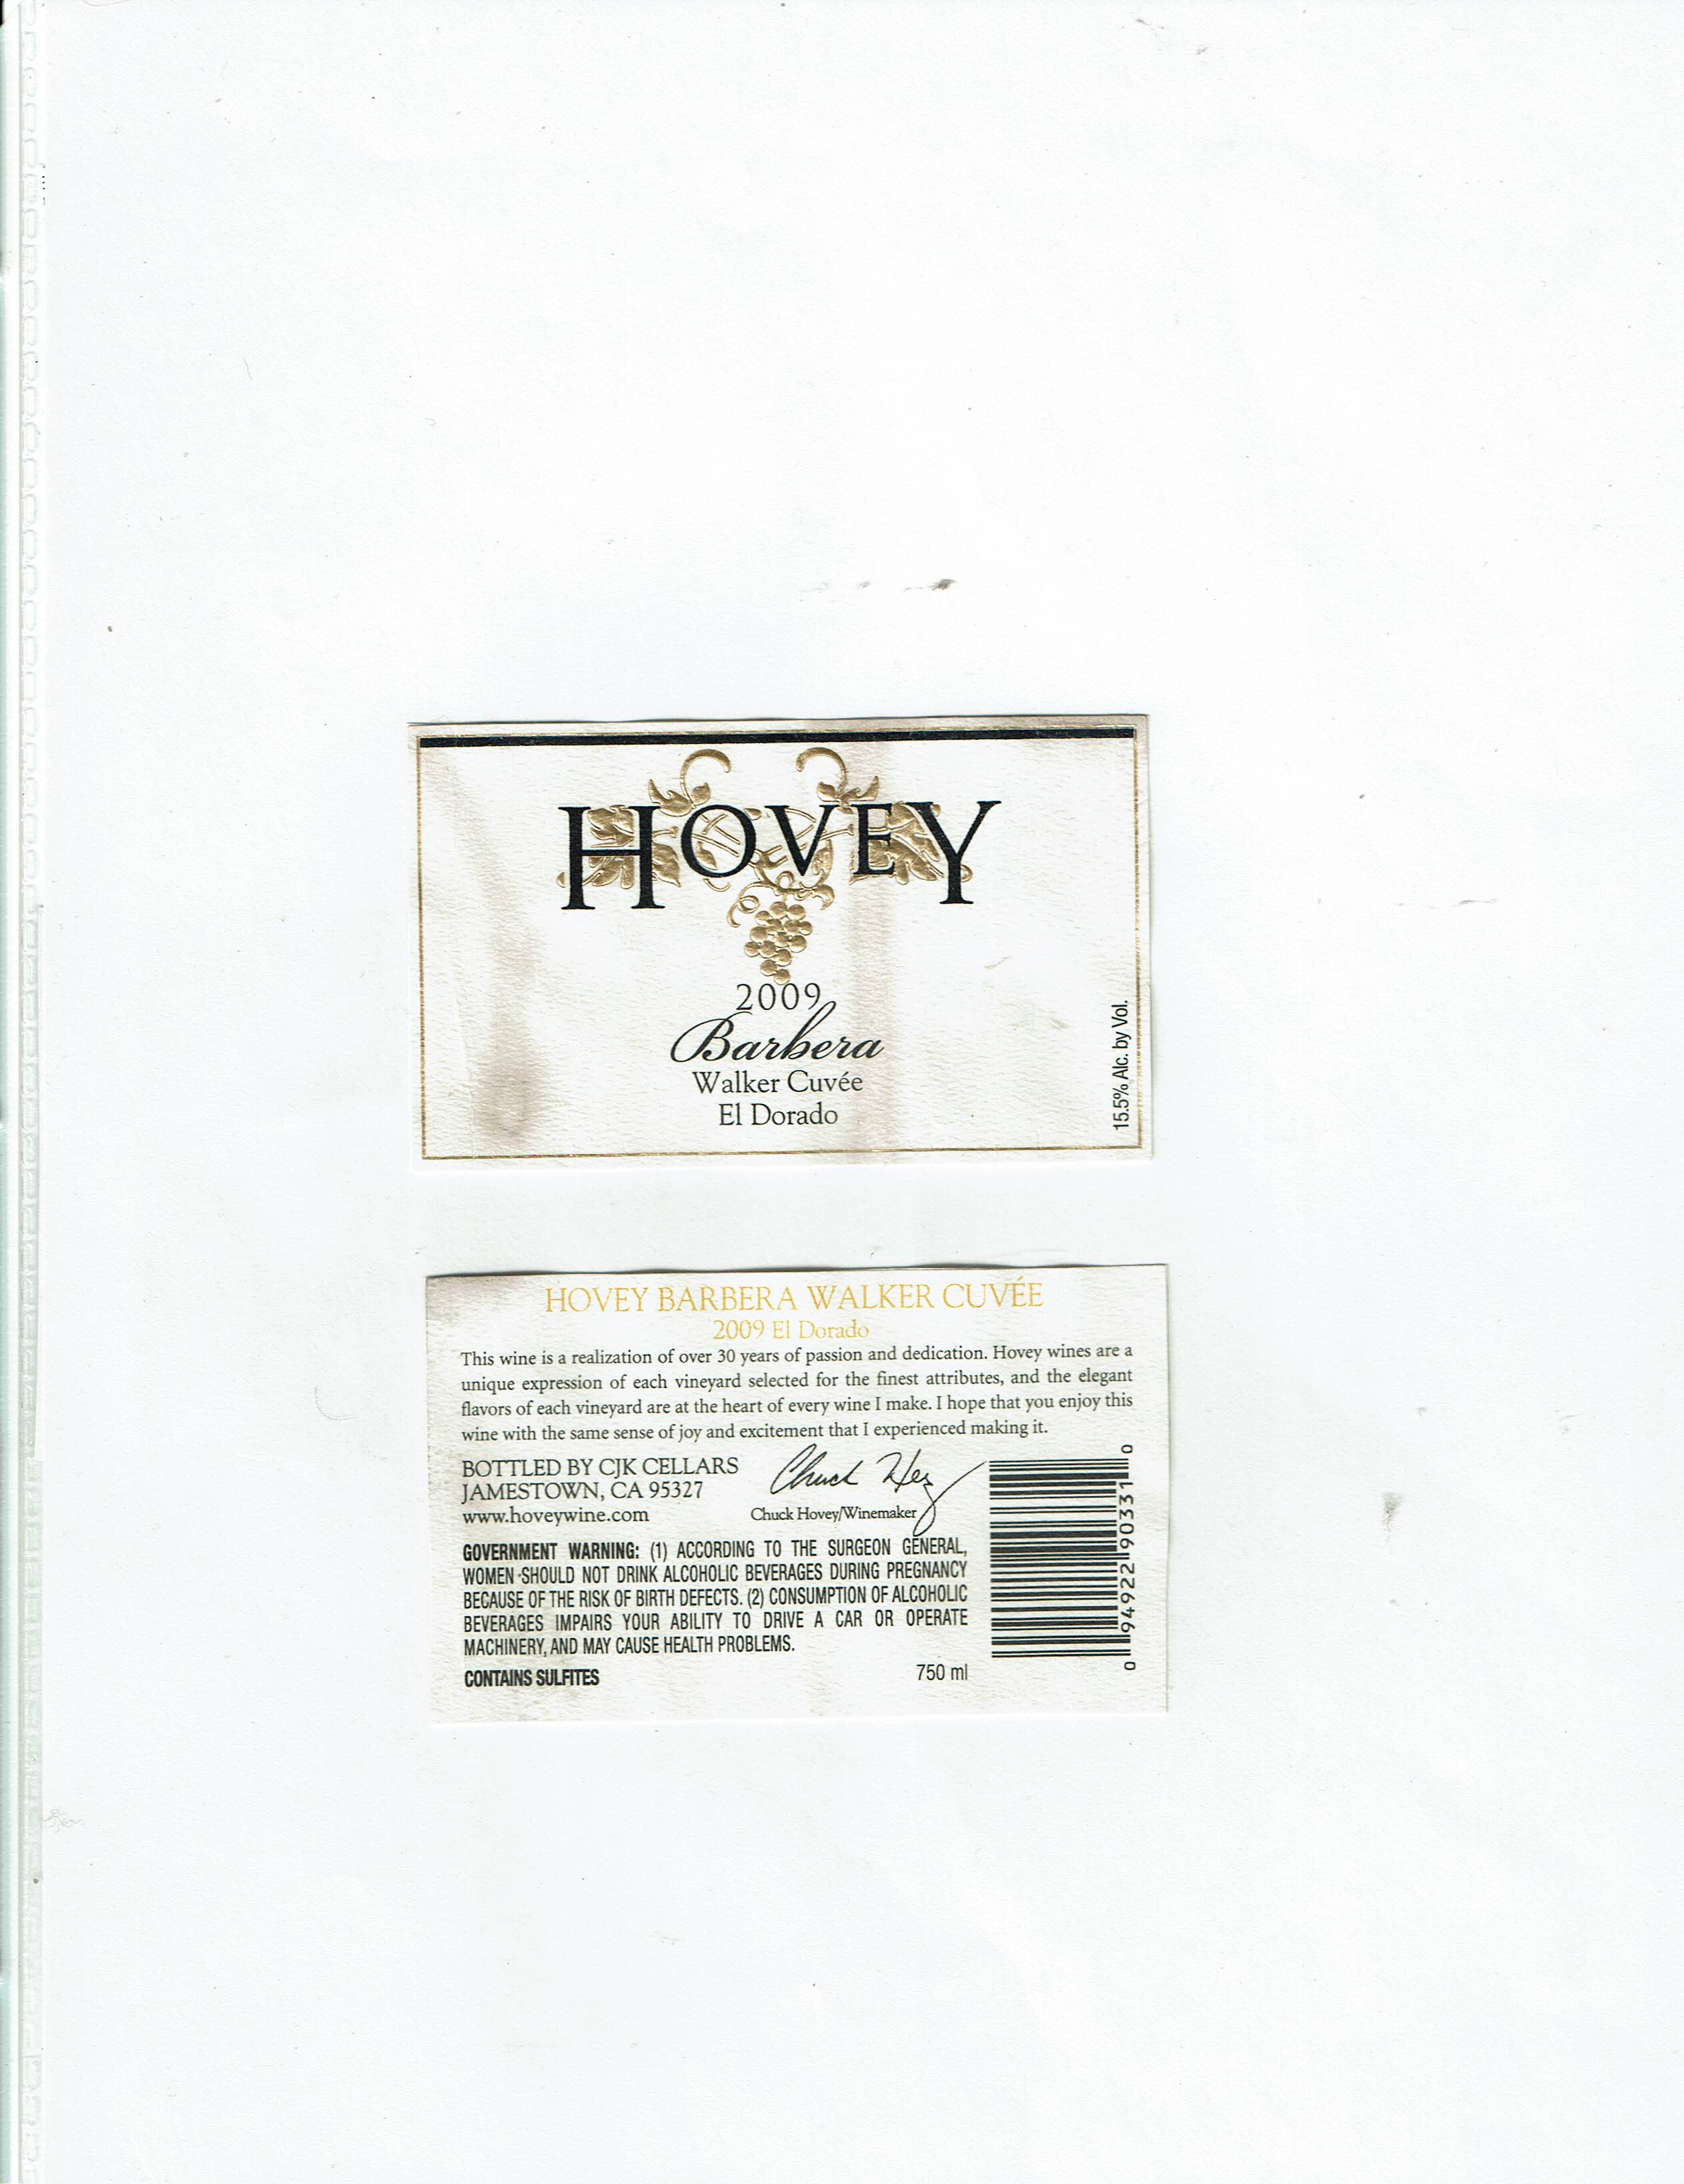 HOVEY
2009
Barbera
Walker Cuvée
El Dorado
15.5% Alc. by Vol.
HOVEY BARBERA WALKER CUVÉE
2009 El Dorado
This wine is a realization of over 30 years of passion and dedication. Hovey wines are a
unique expression of each vineyard selected for the finest attributes, and the elegant
flavors of each vineyard are at the heart of every wine I make. I hope that you enjoy this
wine with the same sense of joy and excitement that I experienced making it.
BOTTLED BY CJK CELLARS
JAMESTOWN, CA 95327
www.hoveywine.com
Chuck Hovey
Chuck Hovey/Winemaker
GOVERNMENT WARNING: (1) ACCORDING TO THE SURGEON GENERAL,
WOMEN SHOULD NOT DRINK ALCOHOLIC BEVERAGES DURING PREGNANCY
BECAUSE OF THE RISK OF BIRTH DEFECTS. (2) CONSUMPTION OF ALCOHOLIC
BEVERAGES IMPAIRS YOUR ABILITY TO DRIVE A CAR OR OPERATE
MACHINERY, AND MAY CAUSE HEALTH PROBLEMS.
CONTAINS SULFITES
750 ml
0 94922 90331 0